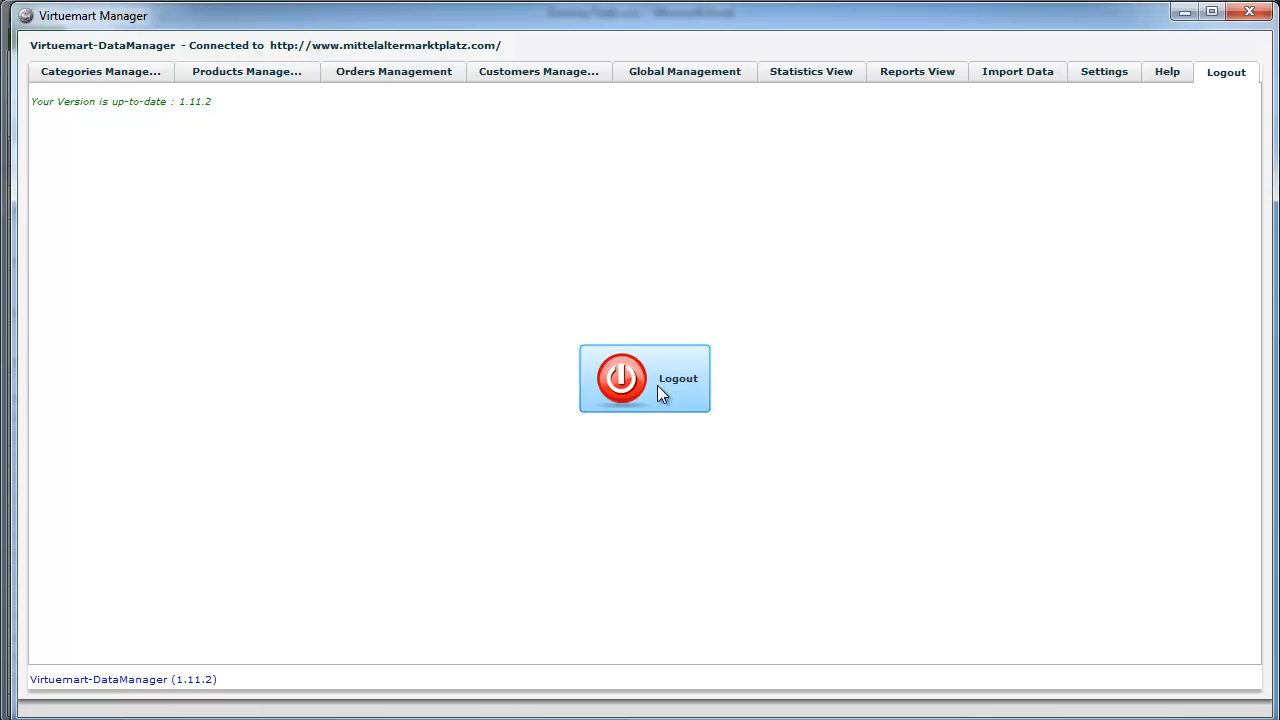 Virtuemart Manager
Virtuemart-DataManager - Connected to http://www.mittelaltermarktplatz.com/
Categories Manage... Products Manage... Orders Management Customers Manage... Global Management Statistics View Reports View Import Data Settings Help Logout
Your Version is up-to-date : 1.11.2
Logout
Virtuemart-DataManager (1.11.2)